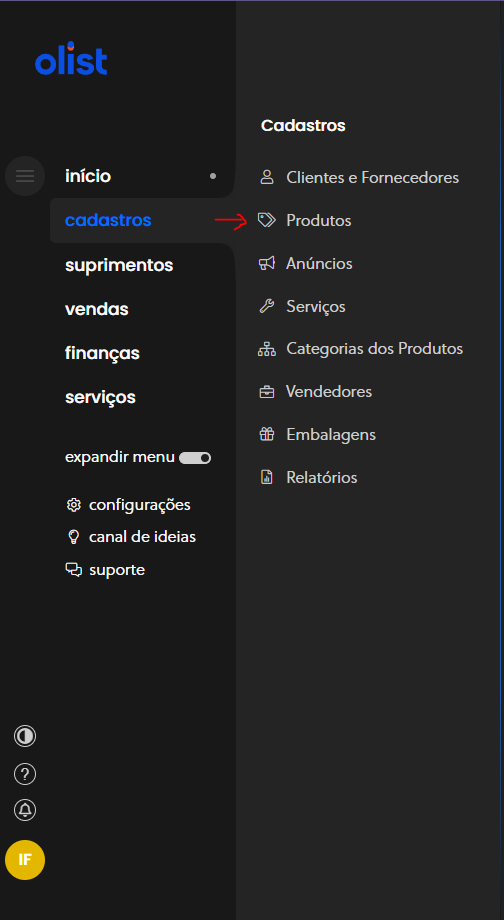 olist
início
cadastros
suprimentos
vendas
finanças
serviços
expandir menu
configurações
canal de ideias
suporte
?
IF
Cadastros
Clientes e Fornecedores
Produtos
Anúncios
Serviços
Categorias dos Produtos
Vendedores
Embalagens
Relatórios